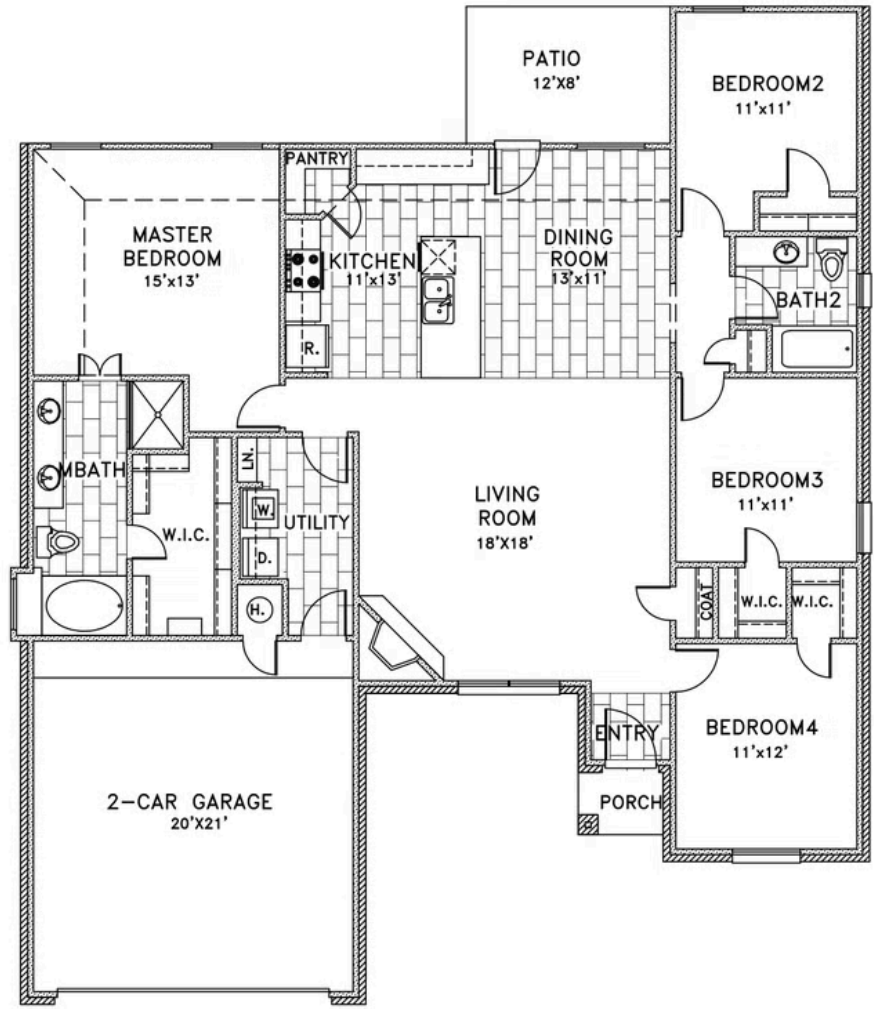 PATIO
12'X8'
BEDROOM2
11'x11'
PANTRY
MASTER
BEDROOM
15'x13'
KITCHEN
11'x13'
DINING
ROOM
13'x11'
BATH2
R.
LN.
MBATH
W.I.C.
W.
UTILITY
D.
H.
LIVING
ROOM
18'X18'
BEDROOM3
11'x11'
COAT
W.I.C.
W.I.C.
ENTRY
BEDROOM4
11'x12'
PORCH
2-CAR GARAGE
20'X21'